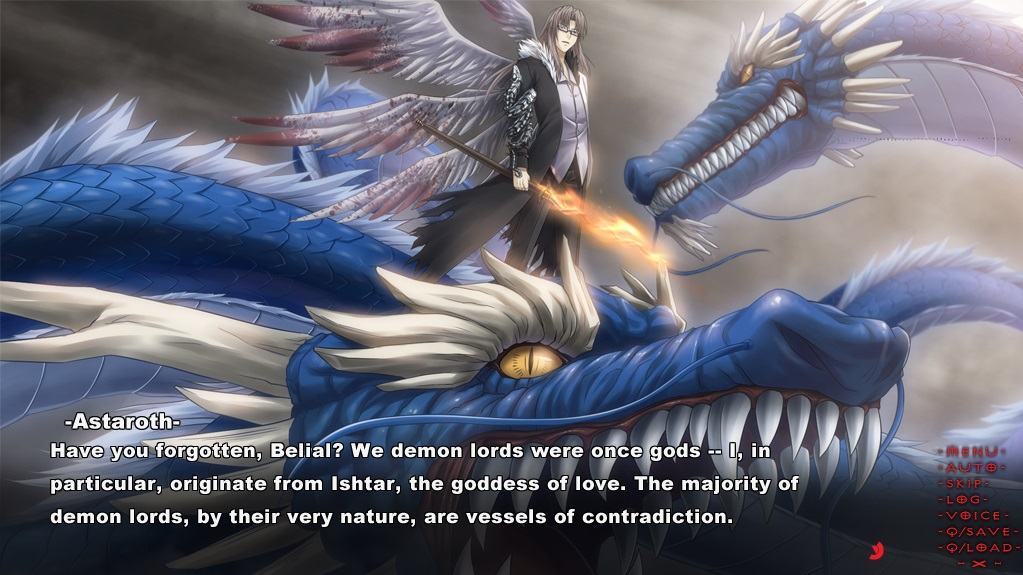 -Astaroth-
Have you forgotten, Belial? We demon lords were once gods -- I, in
particular, originate from Ishtar, the goddess of love. The majority of
demon lords, by their very nature, are vessels of contradiction.
-MENU-
-AUTO-
-SKIP-
-LOG-
-VOICE-
-Q/SAVE-
-Q/LOAD-
-X-